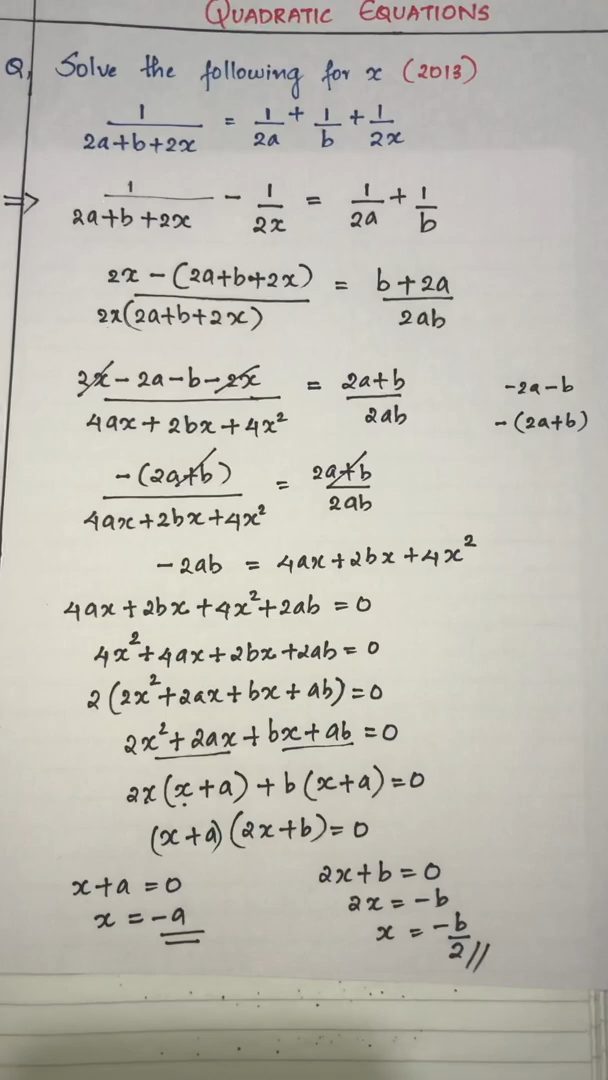 QUADRATIC EQUATIONS
Q, Solve the following for x (2013)
1/(2a+b+2x) = 1/2a + 1/b + 1/2x
⇒ 1/(2a+b+2x) - 1/2x = 1/2a + 1/b
(2x - (2a+b+2x))/(2x(2a+b+2x)) = (b+2a)/2ab
(2x - 2a - b - 2x)/(4ax + 2bx + 4x²) = (2a+b)/2ab
-2a-b
-(2a+b)
-(2a+b)/(4ax+2bx+4x²) = (2a+b)/2ab
-2ab = 4ax+2bx+4x²
4ax+2bx+4x²+2ab = 0
4x²+4ax+2bx+2ab = 0
2(2x²+2ax+bx+ab) = 0
2x²+2ax+bx+ab = 0
2x(x+a) + b(x+a) = 0
(x+a)(2x+b) = 0
x+a = 0
x = -a
2x+b = 0
2x = -b
x = -b/2 //